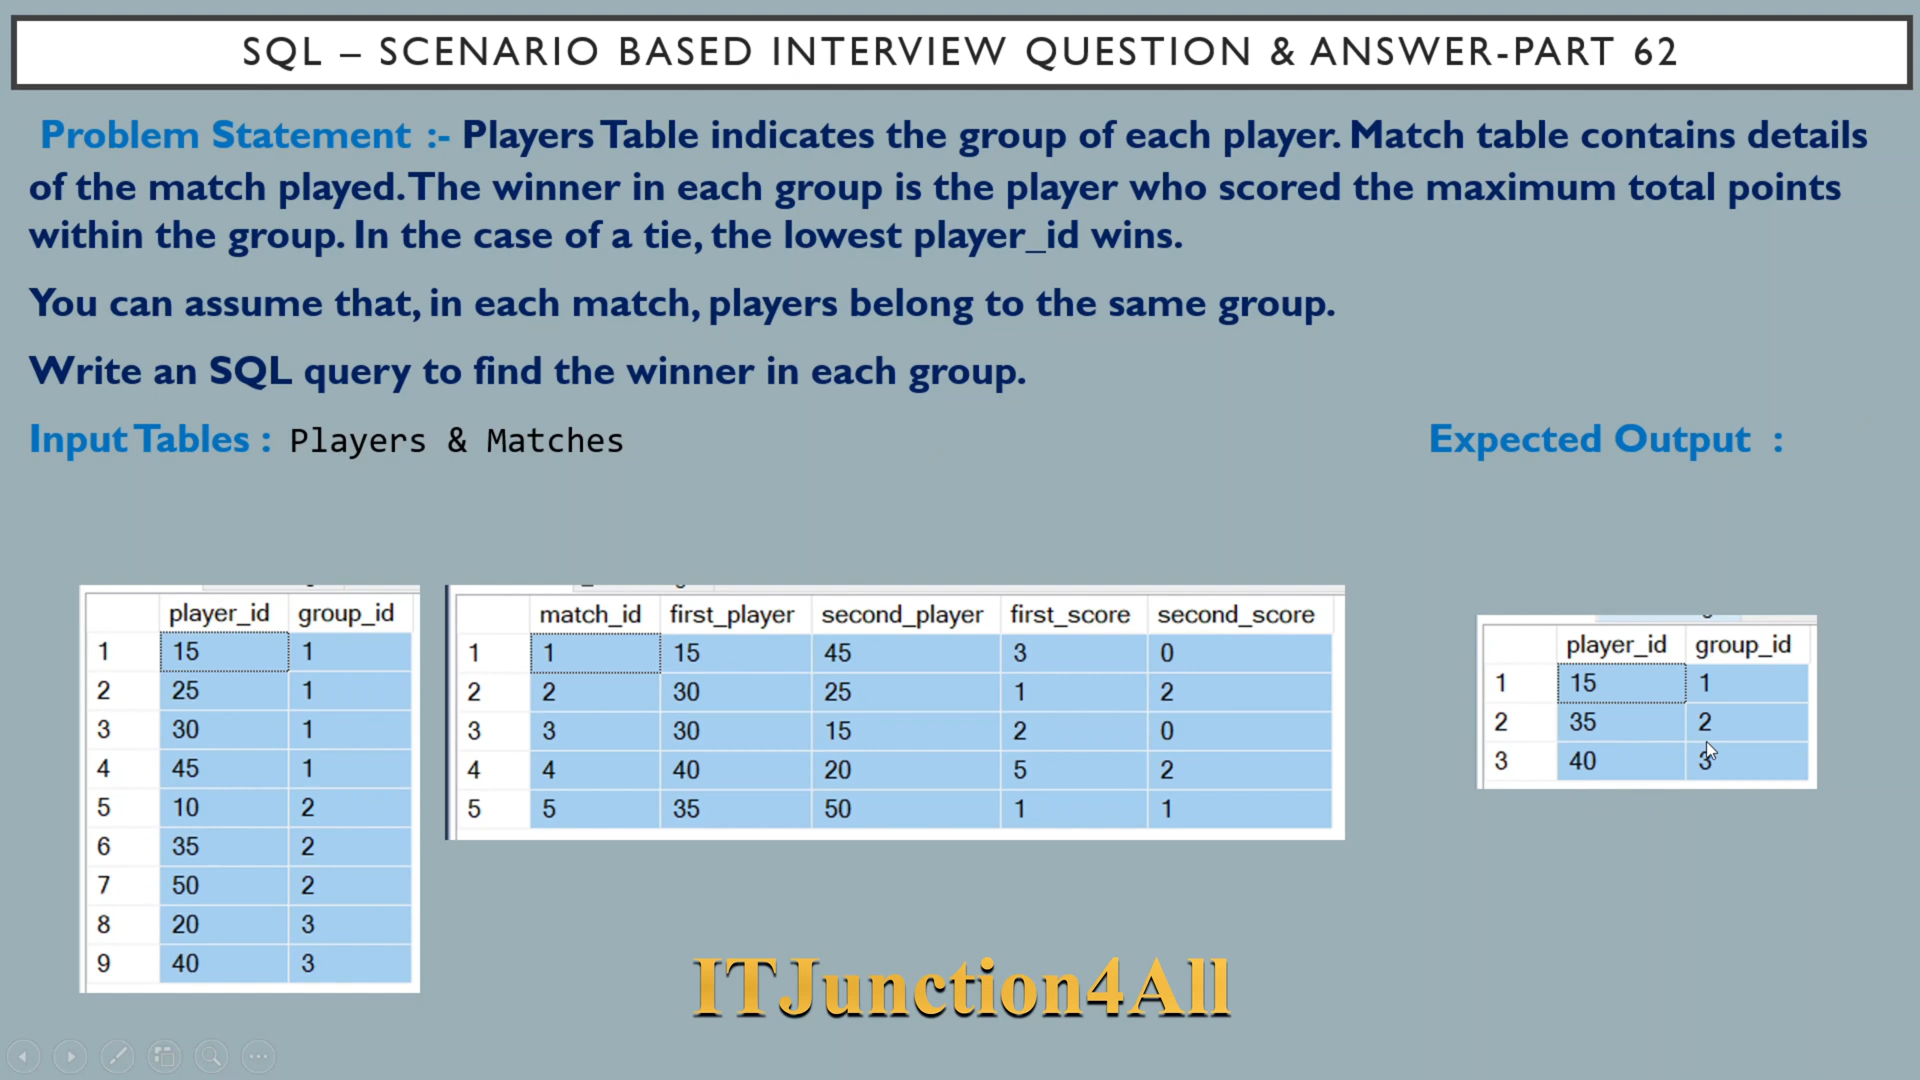 SQL – SCENARIO BASED INTERVIEW QUESTION & ANSWER-PART 62
Problem Statement :- Players Table indicates the group of each player. Match table contains details
of the match played. The winner in each group is the player who scored the maximum total points
within the group. In the case of a tie, the lowest player_id wins.
You can assume that, in each match, players belong to the same group.
Write an SQL query to find the winner in each group.
Input Tables : Players & Matches
Expected Output :
player_id group_id
1 15 1
2 25 1
3 30 1
4 45 1
5 10 2
6 35 2
7 50 2
8 20 3
9 40 3
match_id first_player second_player first_score second_score
1 1 15 45 3 0
2 2 30 25 1 2
3 3 30 15 2 0
4 4 40 20 5 2
5 5 35 50 1 1
player_id group_id
1 15 1
2 35 2
3 40 3
ITJunction4All